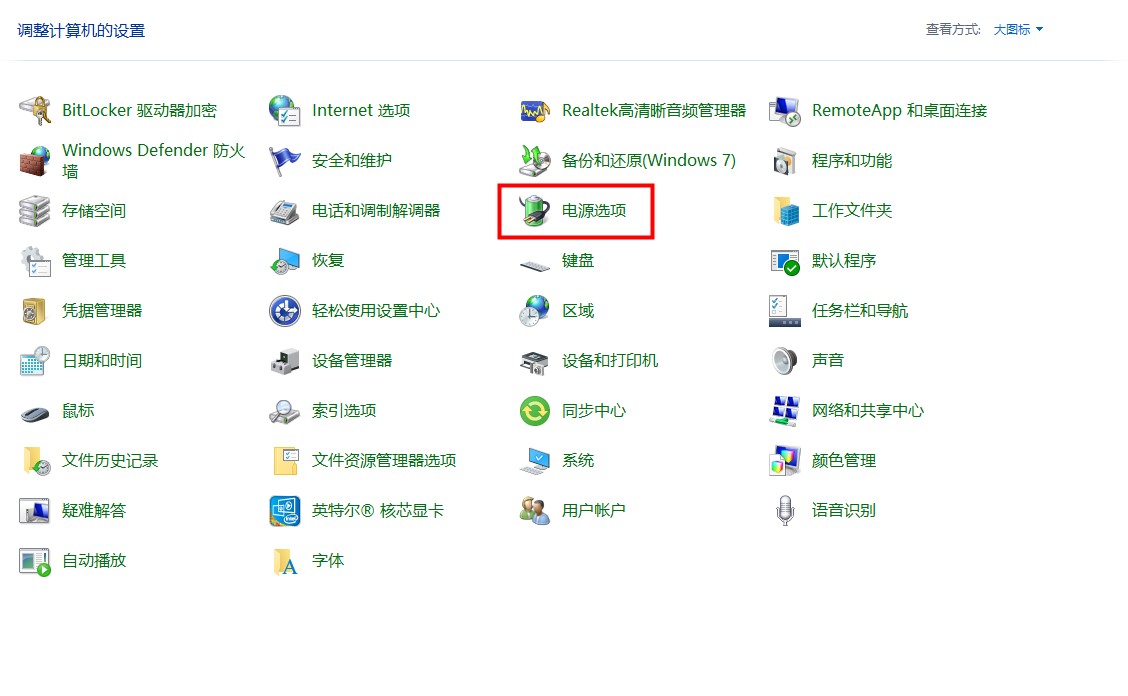 调整计算机的设置
查看方式: 大图标
BitLocker 驱动器加密
Internet 选项
Realtek高清晰音频管理器
RemoteApp 和桌面连接
Windows Defender 防火
墙
安全和维护
备份和还原(Windows 7)
程序和功能
存储空间
电话和调制解调器
电源选项
工作文件夹
管理工具
恢复
键盘
默认程序
凭据管理器
轻松使用设置中心
区域
任务栏和导航
日期和时间
设备管理器
设备和打印机
声音
鼠标
索引选项
同步中心
网络和共享中心
文件历史记录
文件资源管理器选项
系统
颜色管理
疑难解答
英特尔® 核芯显卡
用户帐户
语音识别
自动播放
字体